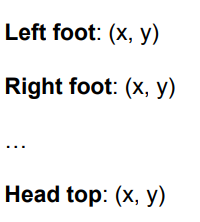 Left foot: (x, y)
Right foot: (x, y)
...
Head top: (x, y)